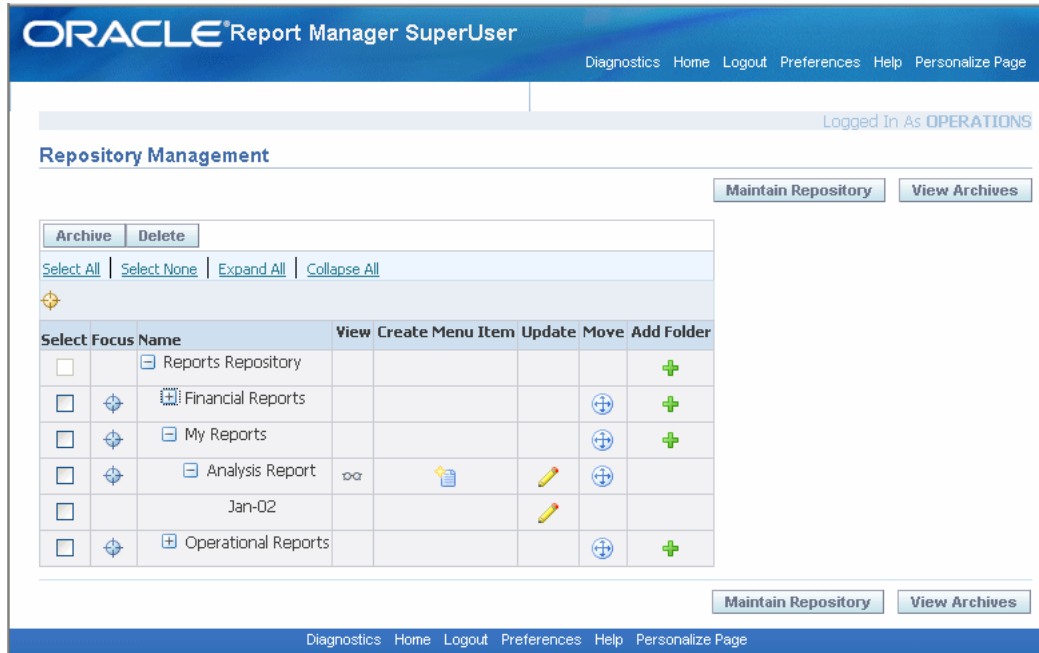 ORACLE Report Manager SuperUser
Diagnostics Home Logout Preferences Help Personalize Page
Logged In As OPERATIONS
Repository Management
Maintain Repository View Archives
Archive Delete
Select All | Select None | Expand All | Collapse All
Select Focus Name View Create Menu Item Update Move Add Folder
Reports Repository
Financial Reports
My Reports
Analysis Report
Jan-02
Operational Reports
Maintain Repository View Archives
Diagnostics Home Logout Preferences Help Personalize Page